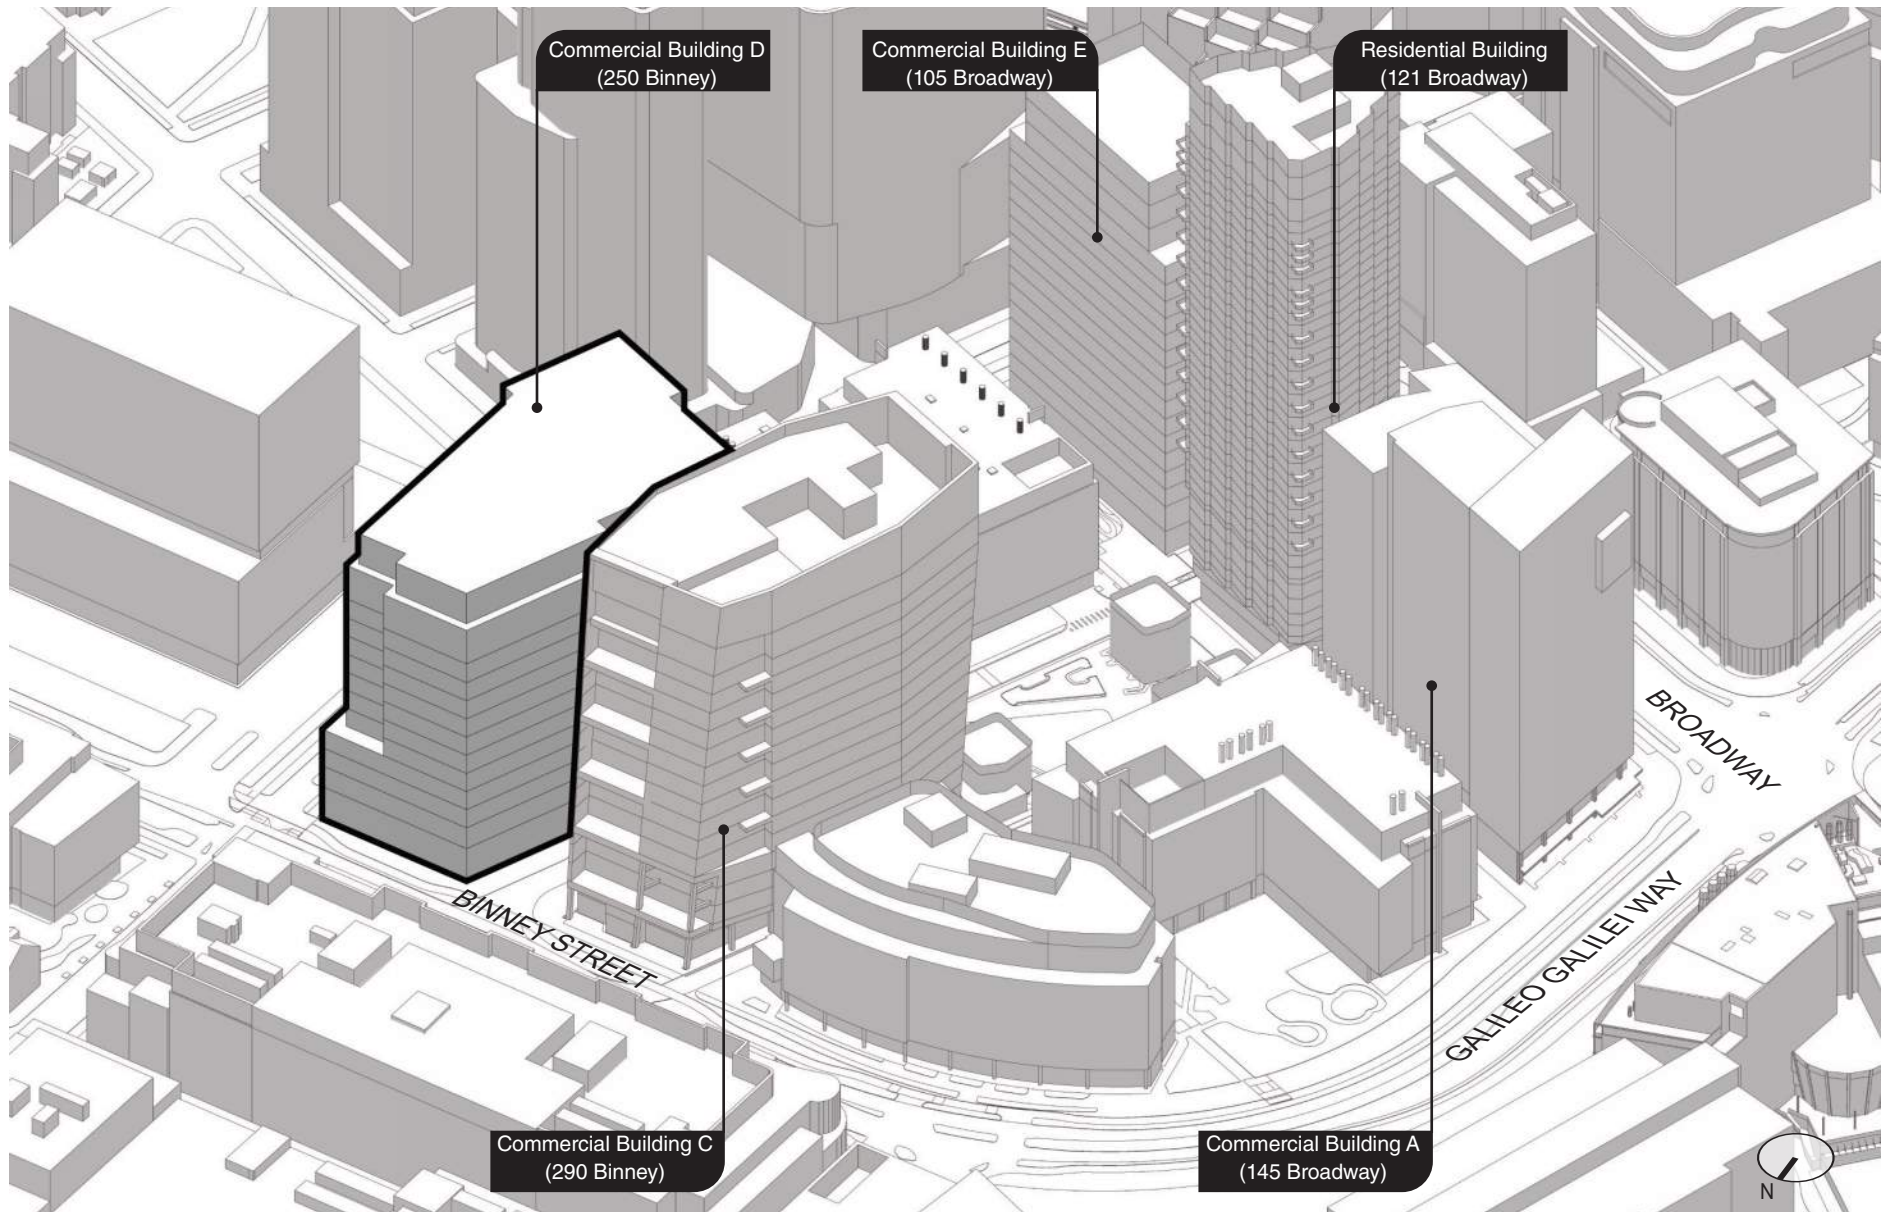 Commercial Building D
(250 Binney)
Commercial Building E
(105 Broadway)
Residential Building
(121 Broadway)
BROADWAY
BINNEY STREET
GALILEO GALILEI WAY
Commercial Building C
(290 Binney)
Commercial Building A
(145 Broadway)
N